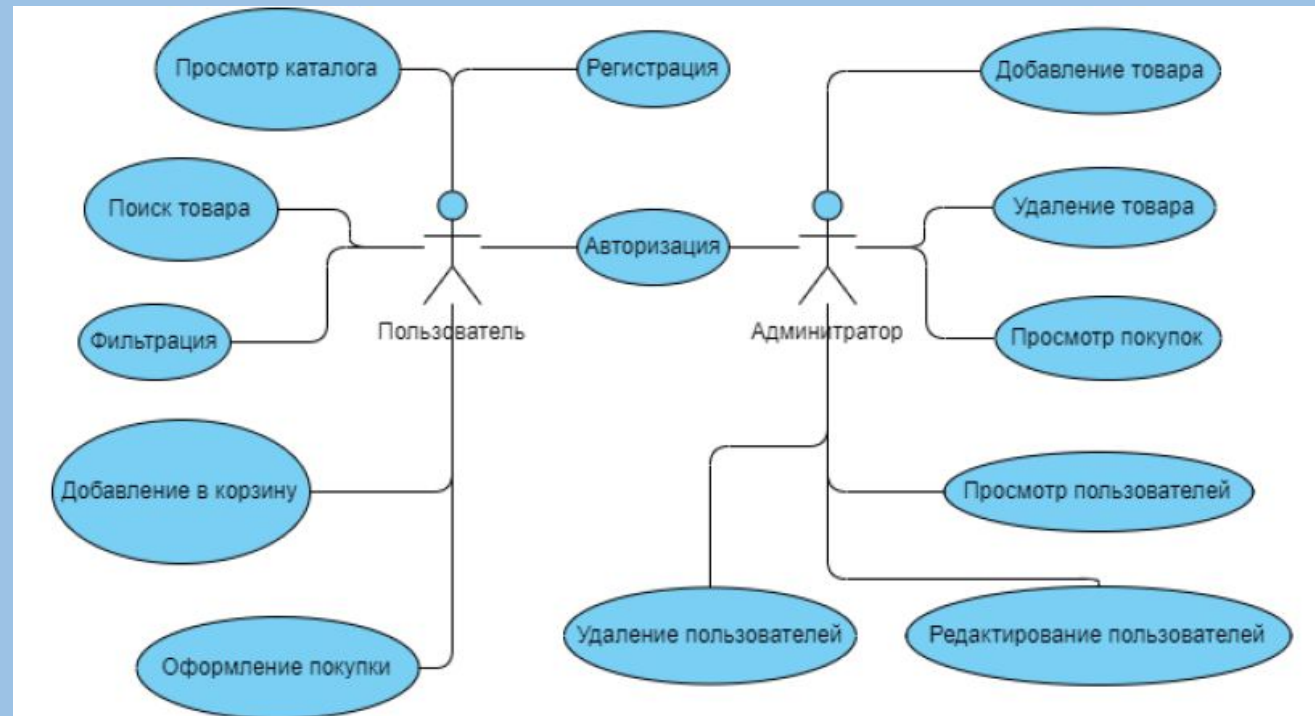 Просмотр каталога
Регистрация
Добавление товара
Поиск товара
Авторизация
Удаление товара
Фильтрация
Пользователь
Админитратор
Просмотр покупок
Добавление в корзину
Просмотр пользователей
Оформление покупки
Удаление пользователей
Редактирование пользователей